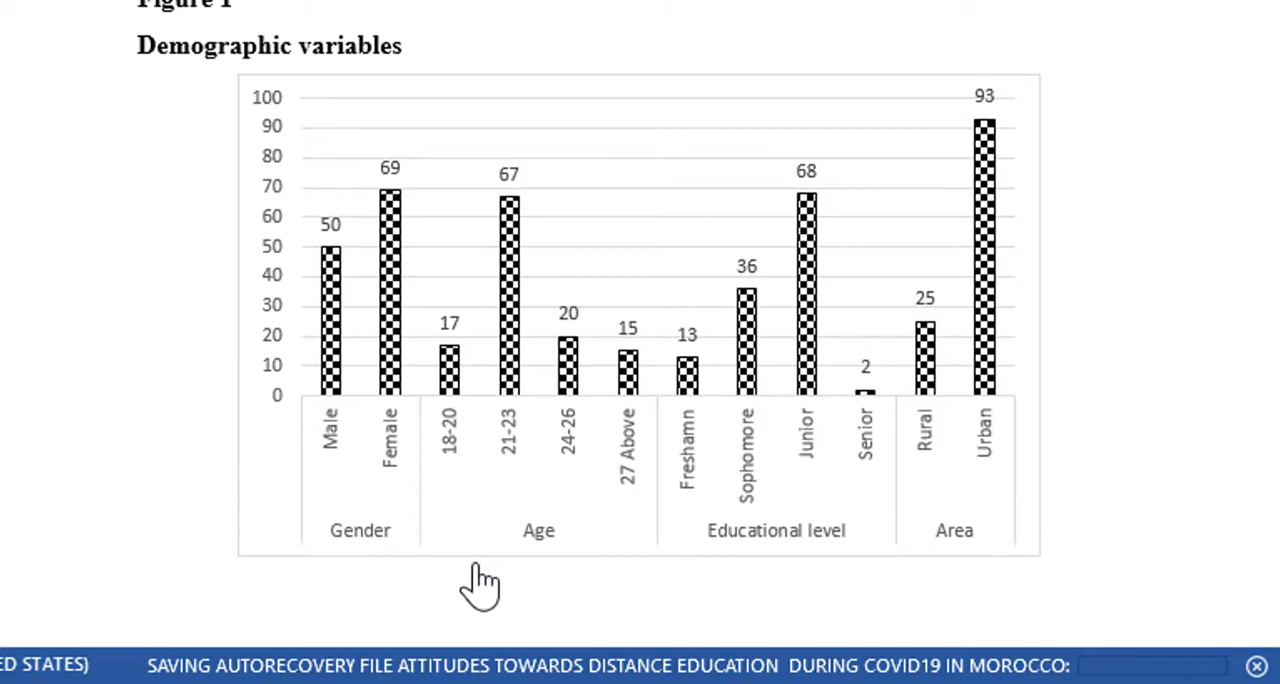 Figure 1
Demographic variables
100
90
80
70
60
50
40
30
20
10
0
50
69
17
67
20
15
13
36
68
2
25
93
Male
Female
18-20
21-23
24-26
27 Above
Freshamn
Sophomore
Junior
Senior
Rural
Urban
Gender
Age
Educational level
Area
ED STATES) SAVING AUTORECOVERY FILE ATTITUDES TOWARDS DISTANCE EDUCATION DURING COVID19 IN MOROCCO: